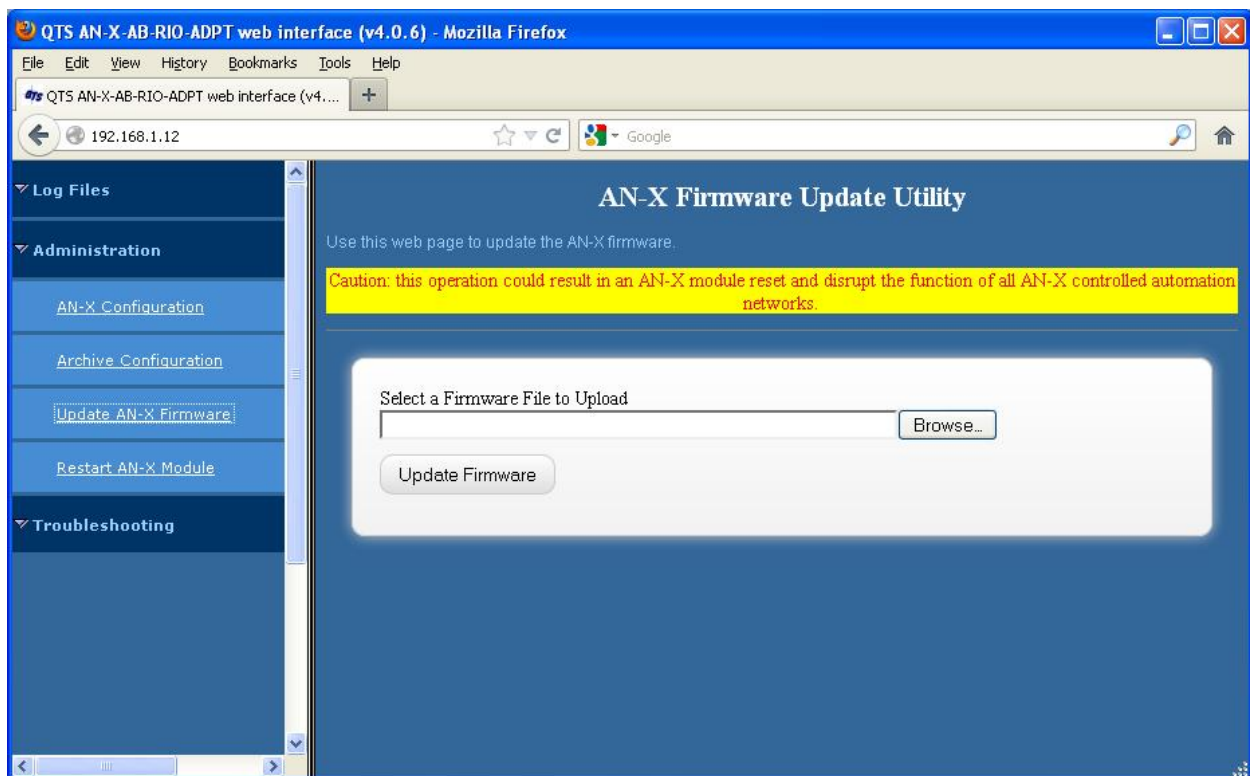 QTS AN-X-AB-RIO-ADPT web interface (v4.0.6) - Mozilla Firefox
File Edit View History Bookmarks Tools Help
QTS QTS AN-X-AB-RIO-ADPT web interface (v4.... +
192.168.1.12 Google
Log Files
Administration
AN-X Configuration
Archive Configuration
Update AN-X Firmware
Restart AN-X Module
Troubleshooting
AN-X Firmware Update Utility
Use this web page to update the AN-X firmware.
Caution: this operation could result in an AN-X module reset and disrupt the function of all AN-X controlled automation
networks.
Select a Firmware File to Upload
Browse...
Update Firmware